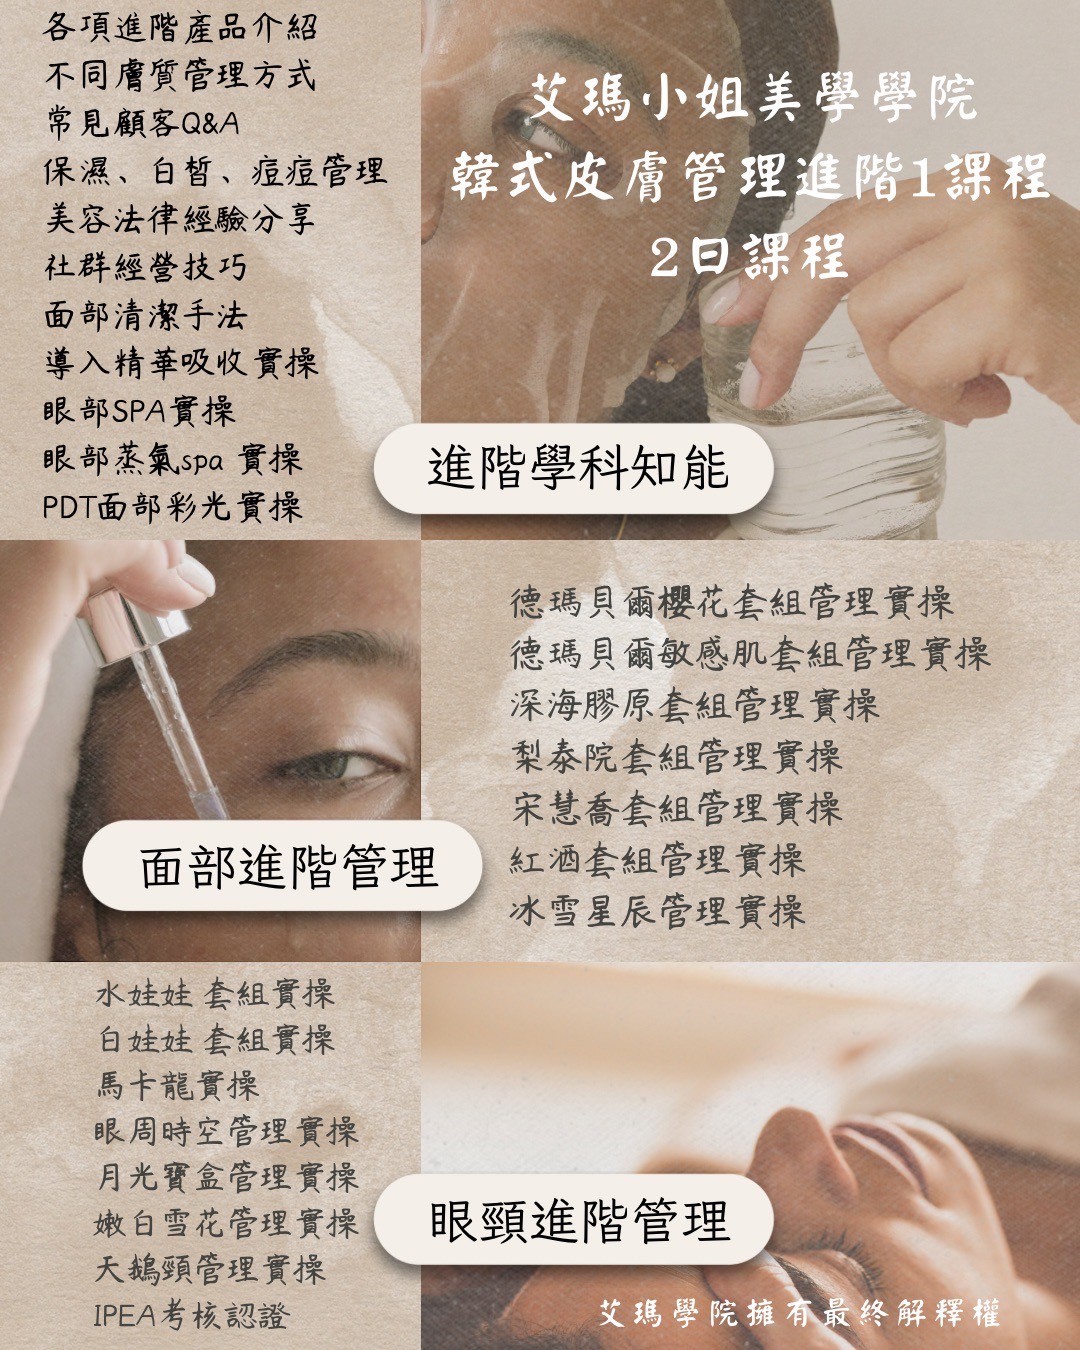 各項進階產品介紹
不同膚質管理方式
常見顧客Q&A
保濕、白皙、痘痘管理
美容法律經驗分享
社群經營技巧
面部清潔手法
導入精華吸收實操
眼部SPA實操
眼部蒸氣spa 實操
PDT面部彩光實操
艾瑪小姐美學學院
韓式皮膚管理進階1課程
2日課程
進階學科知能
德瑪貝爾櫻花套組管理實操
德瑪貝爾敏感肌套組管理實操
深海膠原套組管理實操
梨泰院套組管理實操
宋慧喬套組管理實操
紅酒套組管理實操
冰雪星辰管理實操
面部進階管理
水娃娃 套組實操
白娃娃 套組實操
馬卡龍實操
眼周時空管理實操
月光寶盒管理實操
嫩白雪花管理實操
天鵝頸管理實操
IPEA考核認證
眼頸進階管理
艾瑪學院擁有最終解釋權